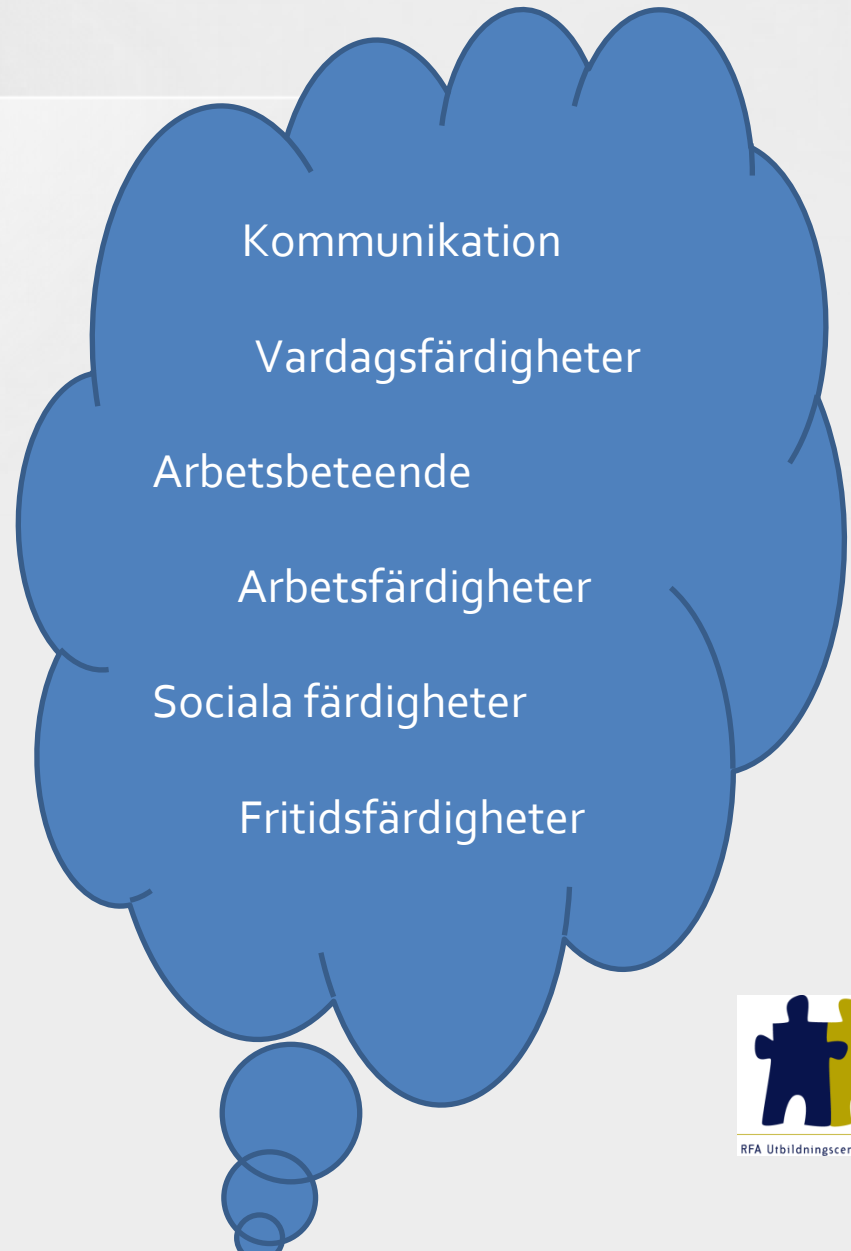 Kommunikation
Vardagsfärdigheter
Arbetsbeteende
Arbetsfärdigheter
Sociala färdigheter
Fritidsfärdigheter
RFA Utbildningscen